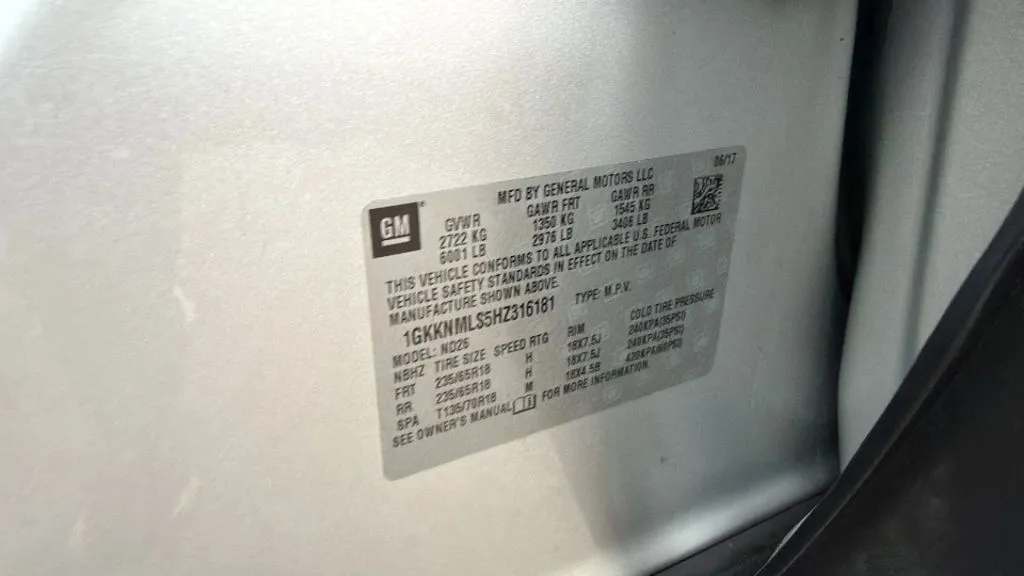 06/17
MFD BY GENERAL MOTORS LLC
GM
GVWR GAWR FRT GAWR RR
2722 KG 1350 KG 1545 KG
6001 LB 2976 LB 3406 LB
THIS VEHICLE CONFORMS TO ALL APPLICABLE U.S. FEDERAL MOTOR
VEHICLE SAFETY STANDARDS IN EFFECT ON THE DATE OF
MANUFACTURE SHOWN ABOVE.
1GKKNMLS5HZ316181 TYPE: M.P.V.
MODEL: ND26
NBHZ TIRE SIZE SPEED RTG RIM COLD TIRE PRESSURE
FRT 235/65R18 H 18X7.5J 240KPA(35PSI)
RR 235/65R18 H 18X7.5J 240KPA(35PSI)
SPA T135/70R18 M 18X4.5B 420KPA(60PSI)
SEE OWNER'S MANUAL FOR MORE INFORMATION.